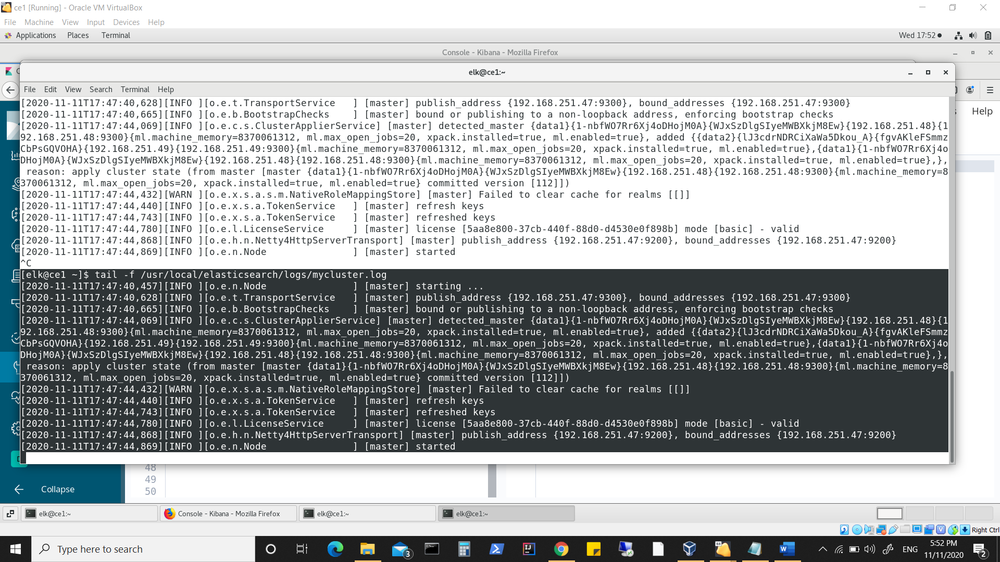 ce1 [Running] - Oracle VM VirtualBox
File Machine View Input Devices Help
Applications Places Terminal Wed 17:52
Console - Kibana - Mozilla Firefox
elk@ce1:~
File Edit View Search Terminal Help
Help
[2020-11-11T17:47:40,628][INFO ][o.e.t.TransportService   ] [master] publish_address {192.168.251.47:9300}, bound_addresses {192.168.251.47:9300}
[2020-11-11T17:47:40,665][INFO ][o.e.b.BootstrapChecks    ] [master] bound or publishing to a non-loopback address, enforcing bootstrap checks
[2020-11-11T17:47:44,069][INFO ][o.e.c.s.ClusterApplierService] [master] detected_master {data1}{1-nbfWO7Rr6Xj4oDHojM0A}{WJxSzDlgSIyeMWBXkjM8Ew}{192.168.251.48}{1
92.168.251.48:9300}{ml.machine_memory=8370061312, ml.max_open_jobs=20, xpack.installed=true, ml.enabled=true}, added {{data2}{lJ3cdrNDRCiXaWa5Dkou_A}{fgvAKleFSmmz
CbPsGQVOHA}{192.168.251.49}{192.168.251.49:9300}{ml.machine_memory=8370061312, ml.max_open_jobs=20, xpack.installed=true, ml.enabled=true},{data1}{1-nbfWO7Rr6Xj4o
DHojM0A}{WJxSzDlgSIyeMWBXkjM8Ew}{192.168.251.48}{192.168.251.48:9300}{ml.machine_memory=8370061312, ml.max_open_jobs=20, xpack.installed=true, ml.enabled=true},},
 reason: apply cluster state (from master [master {data1}{1-nbfWO7Rr6Xj4oDHojM0A}{WJxSzDlgSIyeMWBXkjM8Ew}{192.168.251.48}{192.168.251.48:9300}{ml.machine_memory=8
370061312, ml.max_open_jobs=20, xpack.installed=true, ml.enabled=true} committed version [112]])
[2020-11-11T17:47:44,432][WARN ][o.e.x.s.a.s.m.NativeRoleMappingStore] [master] Failed to clear cache for realms [[]]
[2020-11-11T17:47:44,440][INFO ][o.e.x.s.a.TokenService   ] [master] refresh keys
[2020-11-11T17:47:44,743][INFO ][o.e.x.s.a.TokenService   ] [master] refreshed keys
[2020-11-11T17:47:44,780][INFO ][o.e.l.LicenseService     ] [master] license [5aa8e800-37cb-440f-88d0-d4530e0f898b] mode [basic] - valid
[2020-11-11T17:47:44,868][INFO ][o.e.h.n.Netty4HttpServerTransport] [master] publish_address {192.168.251.47:9200}, bound_addresses {192.168.251.47:9200}
[2020-11-11T17:47:44,869][INFO ][o.e.n.Node               ] [master] started
^C
[elk@ce1 ~]$ tail -f /usr/local/elasticsearch/logs/mycluster.log
[2020-11-11T17:47:40,457][INFO ][o.e.n.Node               ] [master] starting ...
[2020-11-11T17:47:40,628][INFO ][o.e.t.TransportService   ] [master] publish_address {192.168.251.47:9300}, bound_addresses {192.168.251.47:9300}
[2020-11-11T17:47:40,665][INFO ][o.e.b.BootstrapChecks    ] [master] bound or publishing to a non-loopback address, enforcing bootstrap checks
[2020-11-11T17:47:44,069][INFO ][o.e.c.s.ClusterApplierService] [master] detected_master {data1}{1-nbfWO7Rr6Xj4oDHojM0A}{WJxSzDlgSIyeMWBXkjM8Ew}{192.168.251.48}{1
92.168.251.48:9300}{ml.machine_memory=8370061312, ml.max_open_jobs=20, xpack.installed=true, ml.enabled=true}, added {{data2}{lJ3cdrNDRCiXaWa5Dkou_A}{fgvAKleFSmmz
CbPsGQVOHA}{192.168.251.49}{192.168.251.49:9300}{ml.machine_memory=8370061312, ml.max_open_jobs=20, xpack.installed=true, ml.enabled=true},{data1}{1-nbfWO7Rr6Xj4o
DHojM0A}{WJxSzDlgSIyeMWBXkjM8Ew}{192.168.251.48}{192.168.251.48:9300}{ml.machine_memory=8370061312, ml.max_open_jobs=20, xpack.installed=true, ml.enabled=true},},
 reason: apply cluster state (from master [master {data1}{1-nbfWO7Rr6Xj4oDHojM0A}{WJxSzDlgSIyeMWBXkjM8Ew}{192.168.251.48}{192.168.251.48:9300}{ml.machine_memory=8
370061312, ml.max_open_jobs=20, xpack.installed=true, ml.enabled=true} committed version [112]])
[2020-11-11T17:47:44,432][WARN ][o.e.x.s.a.s.m.NativeRoleMappingStore] [master] Failed to clear cache for realms [[]]
[2020-11-11T17:47:44,440][INFO ][o.e.x.s.a.TokenService   ] [master] refresh keys
[2020-11-11T17:47:44,743][INFO ][o.e.x.s.a.TokenService   ] [master] refreshed keys
[2020-11-11T17:47:44,780][INFO ][o.e.l.LicenseService     ] [master] license [5aa8e800-37cb-440f-88d0-d4530e0f898b] mode [basic] - valid
[2020-11-11T17:47:44,868][INFO ][o.e.h.n.Netty4HttpServerTransport] [master] publish_address {192.168.251.47:9200}, bound_addresses {192.168.251.47:9200}
[2020-11-11T17:47:44,869][INFO ][o.e.n.Node               ] [master] started
48
49
50
Collapse
elk@ce1:~ Console - Kibana - Mozilla Firefox elk@ce1:~ elk@ce1:~
Right Ctrl
Type here to search
3
ENG
5:52 PM
11/11/2020
2